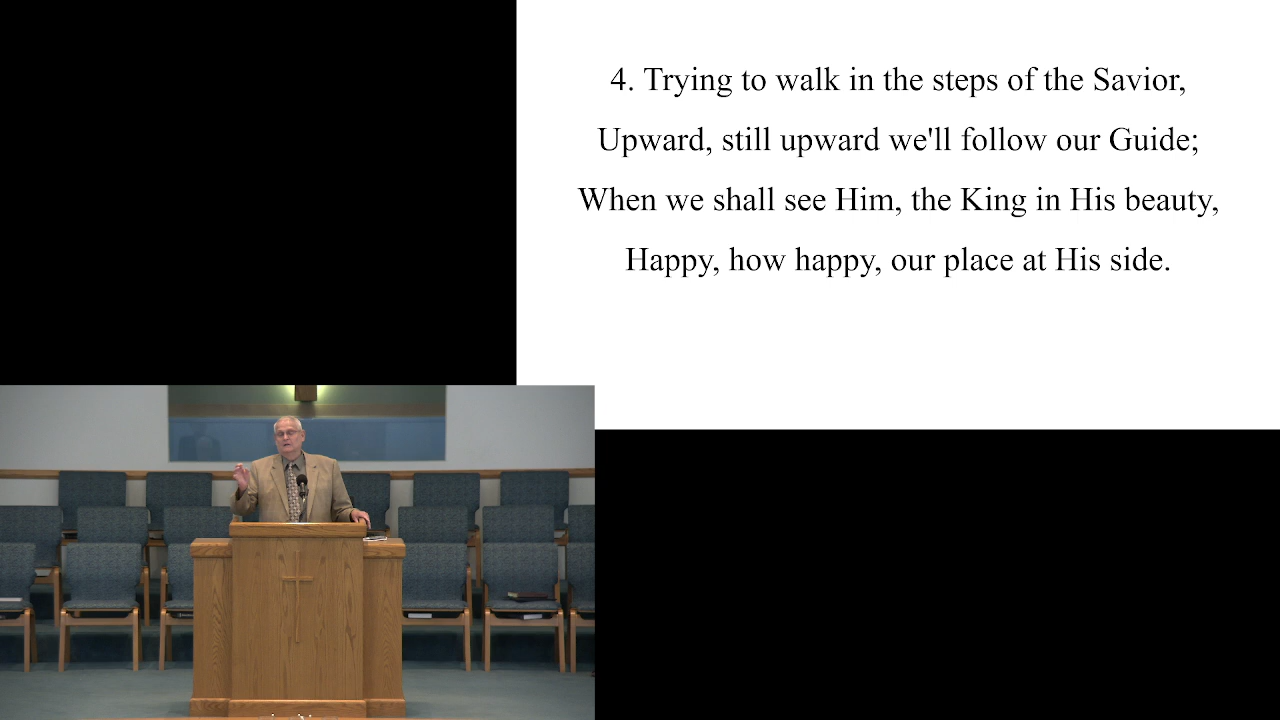 4. Trying to walk in the steps of the Savior,
Upward, still upward we'll follow our Guide;
When we shall see Him, the King in His beauty,
Happy, how happy, our place at His side.